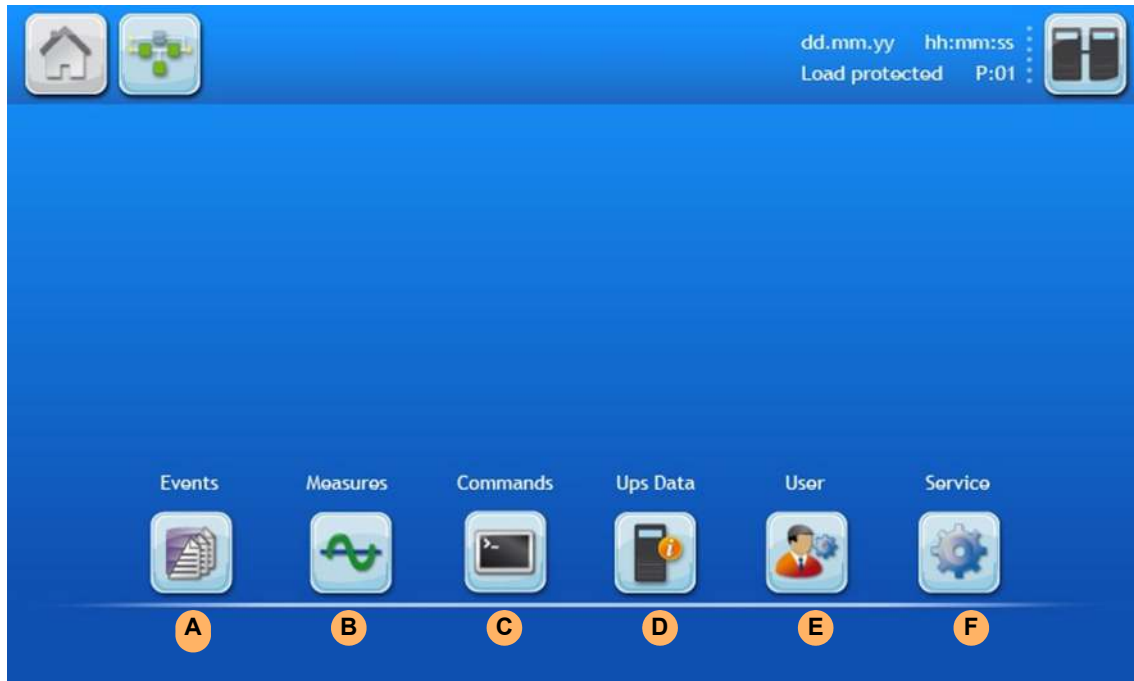 dd.mm.yy hh:mm:ss
Load protected P:01
Events Measures Commands Ups Data User Service
>_
i
A B C D E F